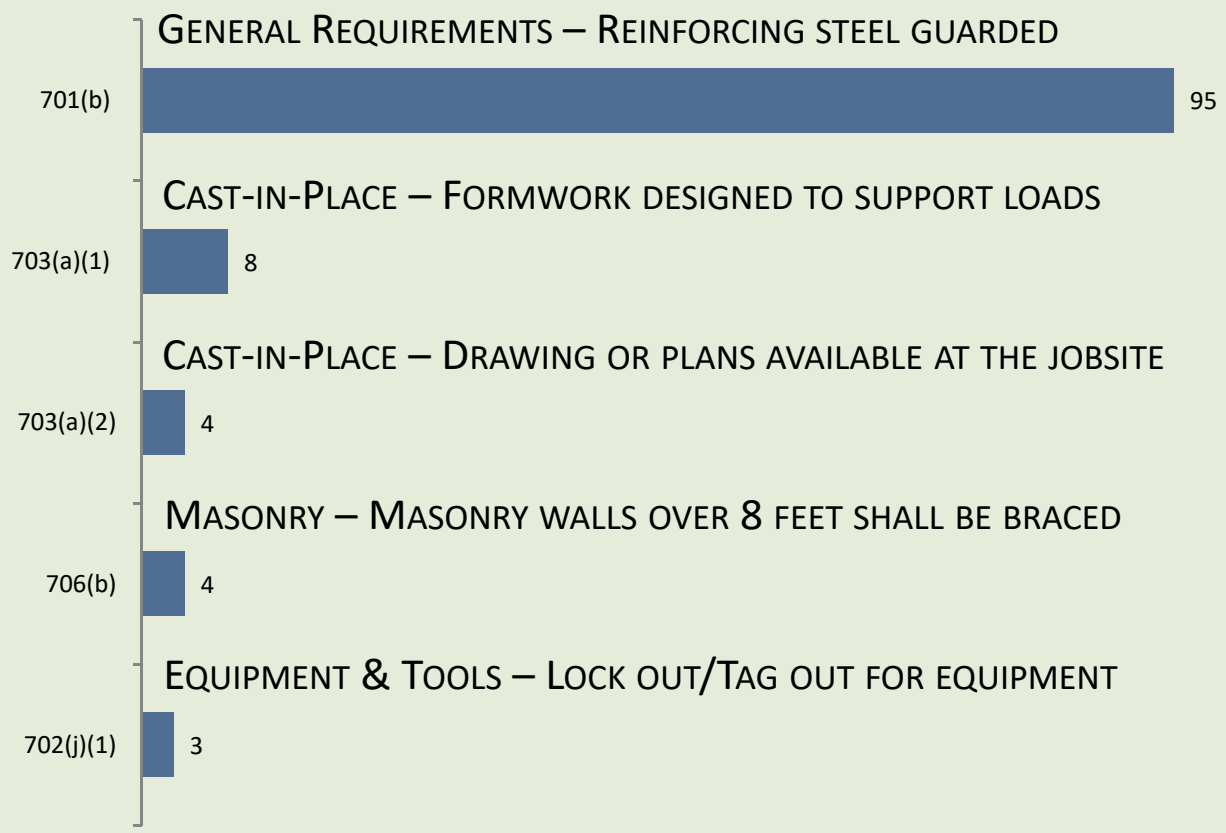 General Requirements – Reinforcing steel guarded
701(b)
95
Cast-in-Place – Formwork designed to support loads
703(a)(1)
8
Cast-in-Place – Drawing or plans available at the jobsite
703(a)(2)
4
Masonry – Masonry walls over 8 feet shall be braced
706(b)
4
Equipment & Tools – Lock out/Tag out for equipment
702(j)(1)
3